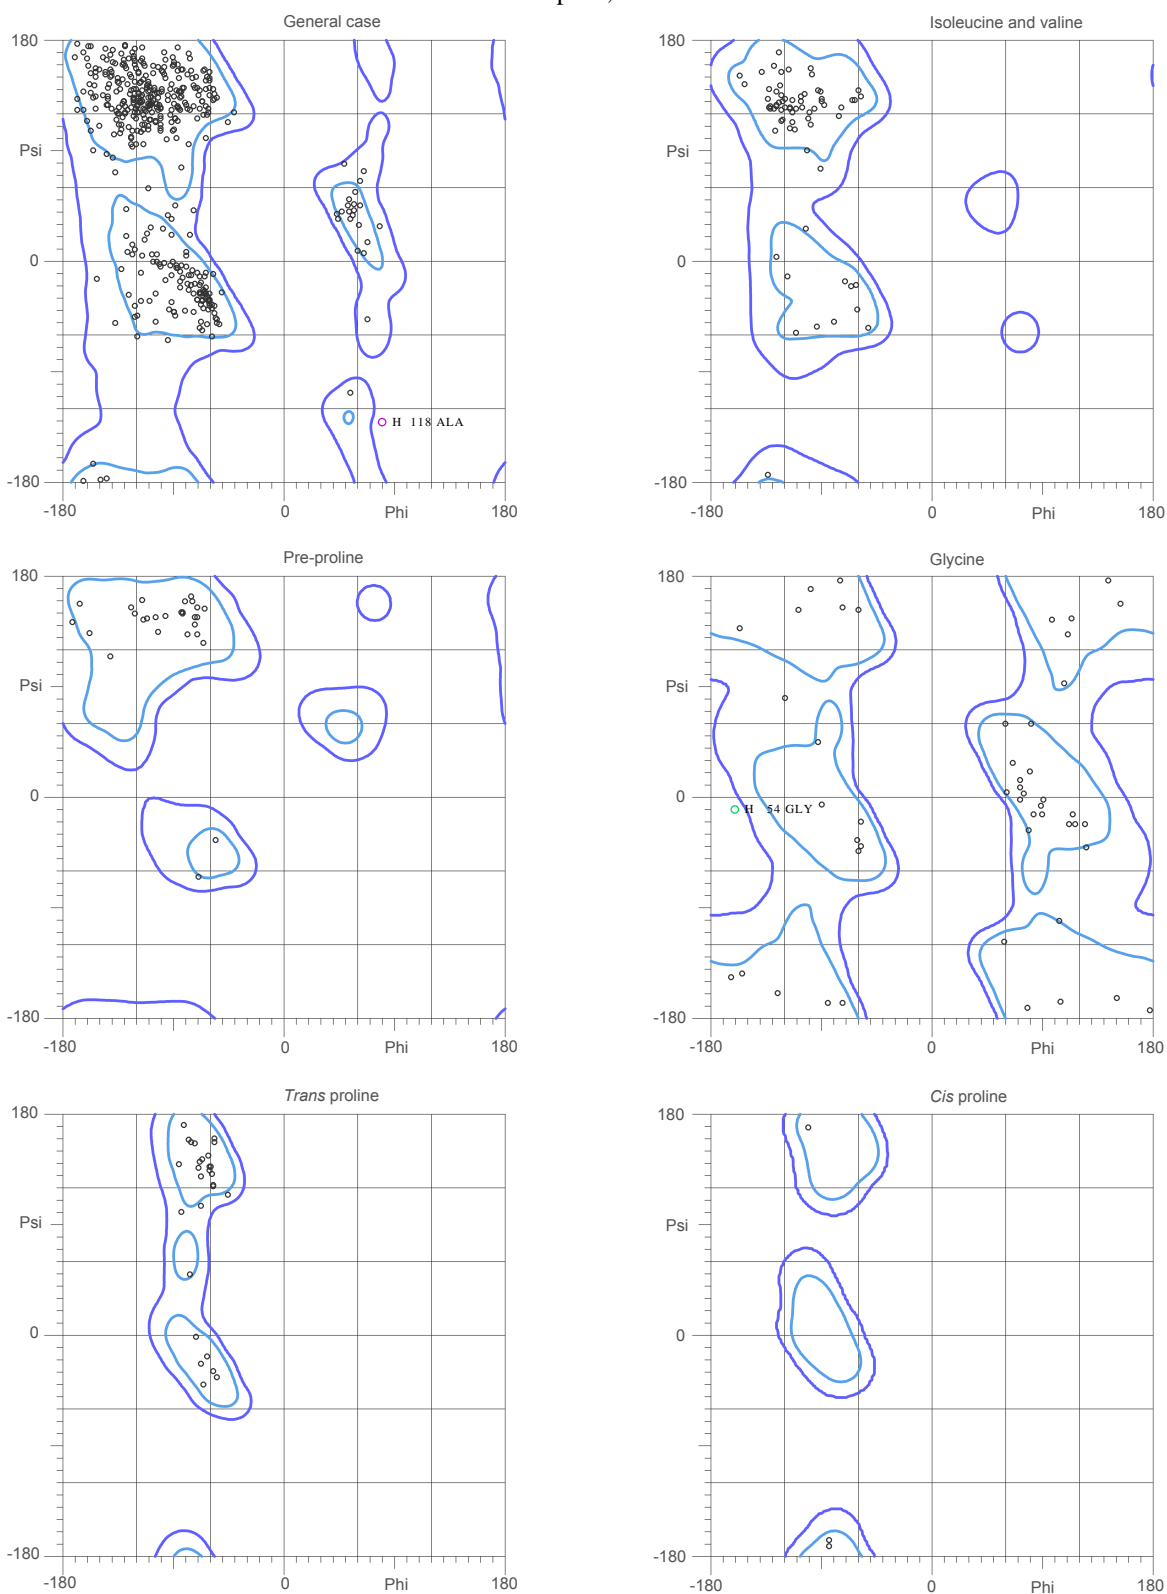 General case
Isoleucine and valine
180
Psi
0
-180
-180
0
Phi
180
H 118 ALA
180
Psi
0
-180
-180
0
Phi
180
Pre-proline
Glycine
180
Psi
0
-180
-180
0
Phi
180
180
Psi
0
-180
-180
0
Phi
180
H 54 GLY
Trans proline
Cis proline
180
Psi
0
-180
-180
0
Phi
180
180
Psi
0
-180
-180
0
Phi
180